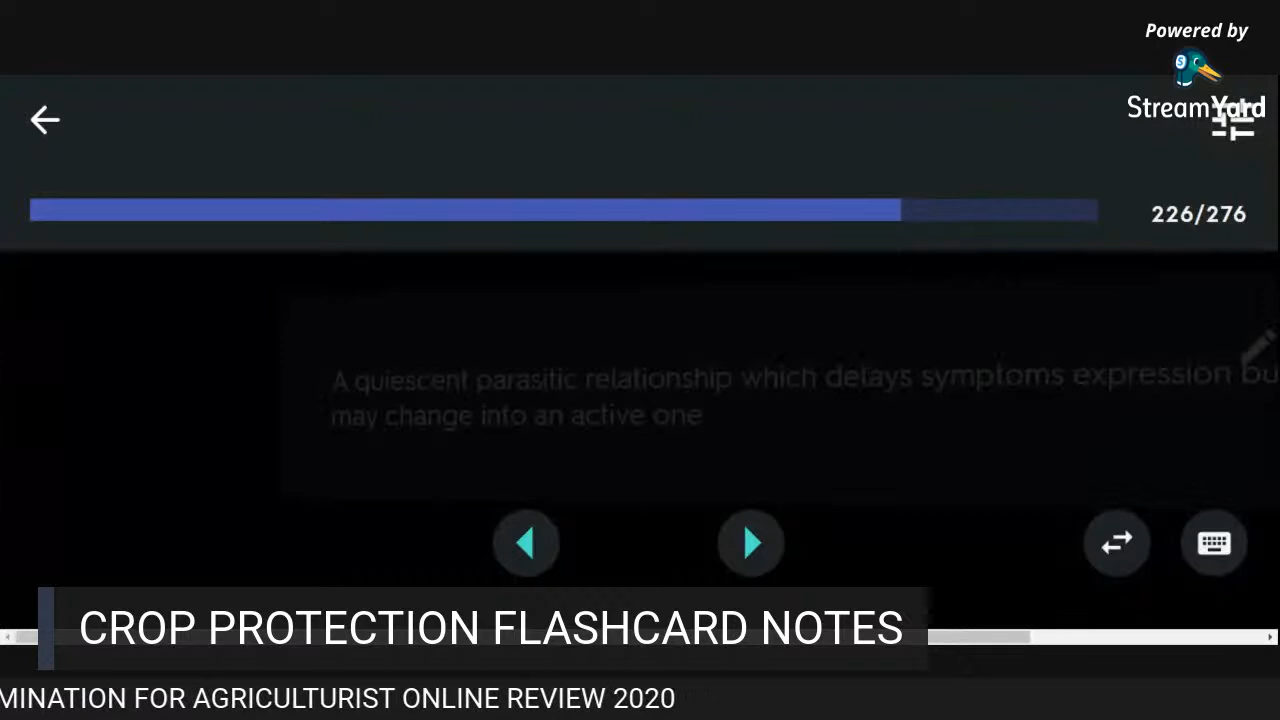 Powered by
StreamYard
226/276
A quiescent parasitic relationship which delays symptoms expression bu
may change into an active one
CROP PROTECTION FLASHCARD NOTES
MINATION FOR AGRICULTURIST ONLINE REVIEW 2020